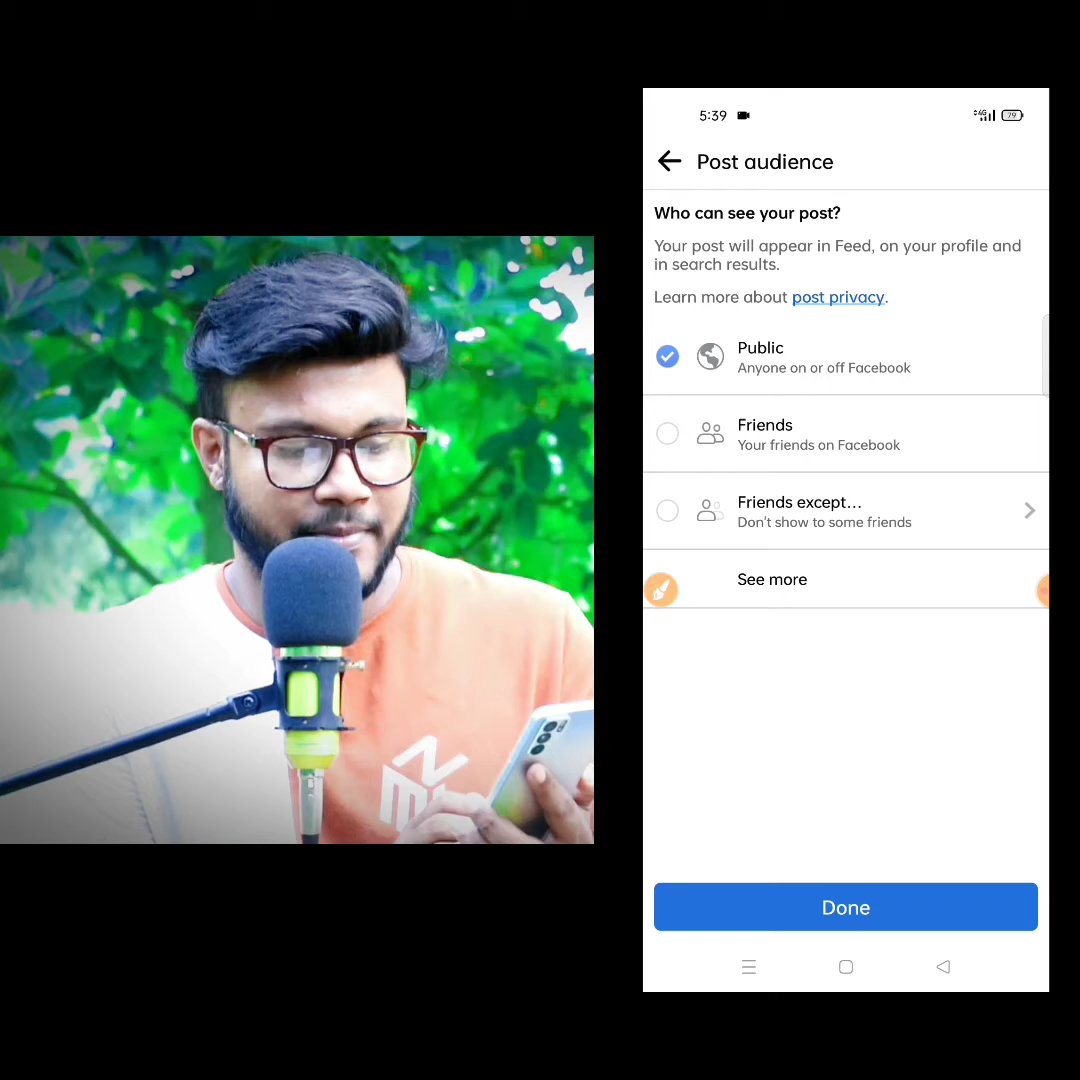 5:39
4G
79
Post audience
Who can see your post?
Your post will appear in Feed, on your profile and
in search results.
Learn more about post privacy.
Public
Anyone on or off Facebook
Friends
Your friends on Facebook
Friends except...
Don't show to some friends
See more
Done